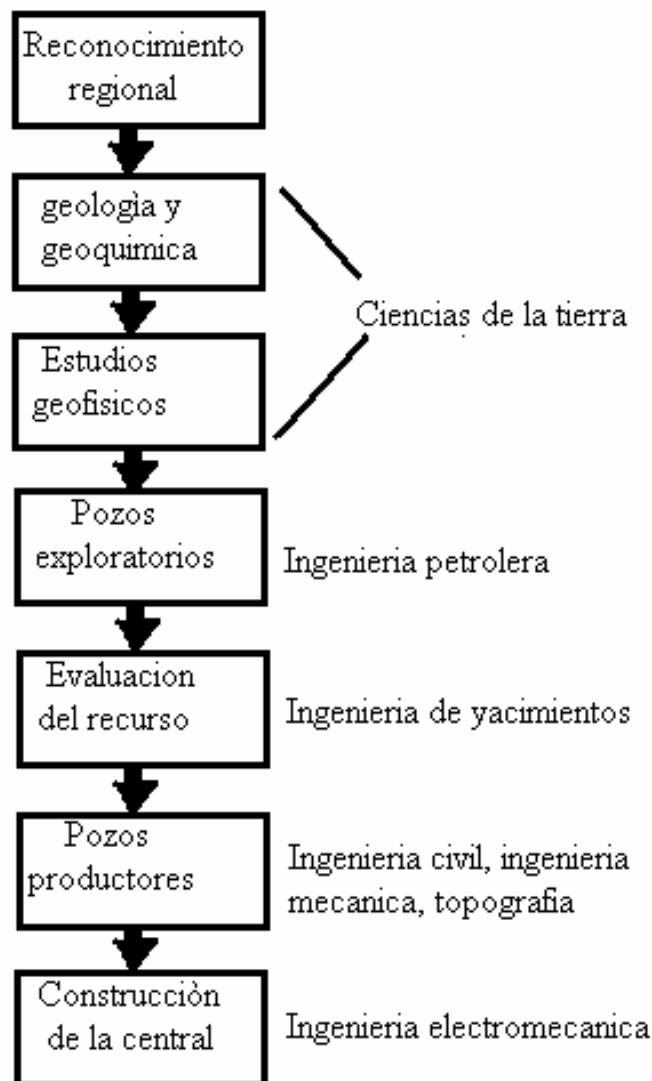 Reconocimiento
regional
geologìa y
geoquimica
Ciencias de la tierra
Estudios
geofisicos
Pozos
exploratorios
Ingenieria petrolera
Evaluacion
del recurso
Ingenieria de yacimientos
Pozos
productores
Ingenieria civil, ingenieria
mecanica, topografia
Construcciòn
de la central
Ingenieria electromecanica